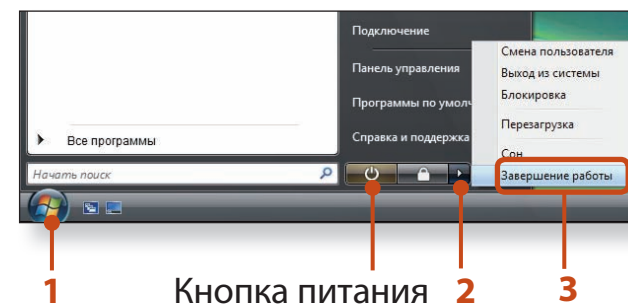 Подключение
Панель управления
Программы по умолч
Справка и поддержка
Все программы
Начать поиск
Смена пользователя
Выход из системы
Блокировка
Перезагрузка
Сон
Завершение работы
1
Кнопка питания
2
3